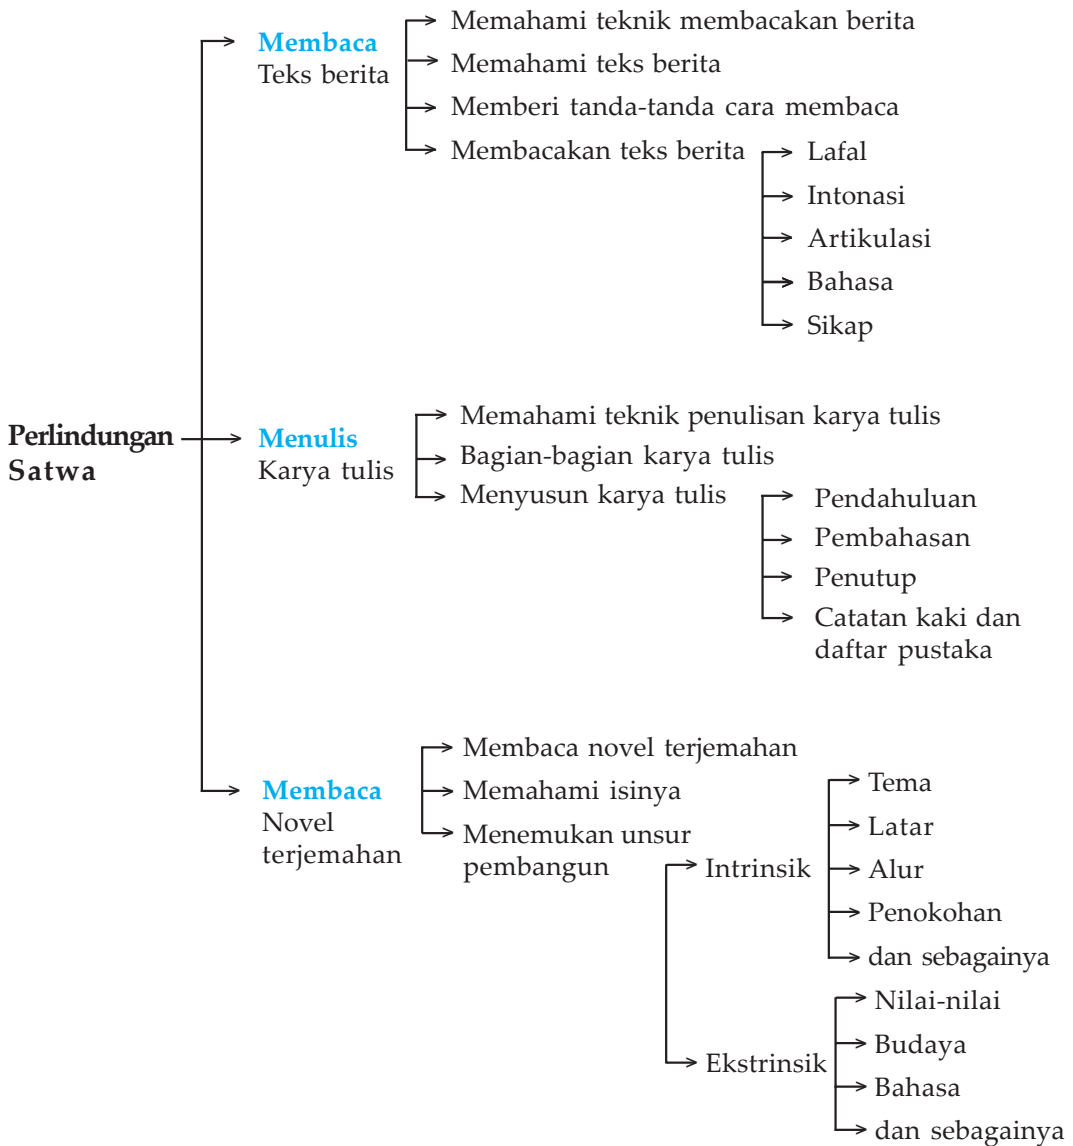 Perlindungan
Satwa
Membaca
Teks berita
Memahami teknik membacakan berita
Memahami teks berita
Memberi tanda-tanda cara membaca
Membacakan teks berita
Lafal
Intonasi
Artikulasi
Bahasa
Sikap
Menulis
Karya tulis
Memahami teknik penulisan karya tulis
Bagian-bagian karya tulis
Menyusun karya tulis
Pendahuluan
Pembahasan
Penutup
Catatan kaki dan
daftar pustaka
Membaca
Novel
terjemahan
Membaca novel terjemahan
Memahami isinya
Menemukan unsur
pembangun
Intrinsik
Tema
Latar
Alur
Penokohan
dan sebagainya
Ekstrinsik
Nilai-nilai
Budaya
Bahasa
dan sebagainya